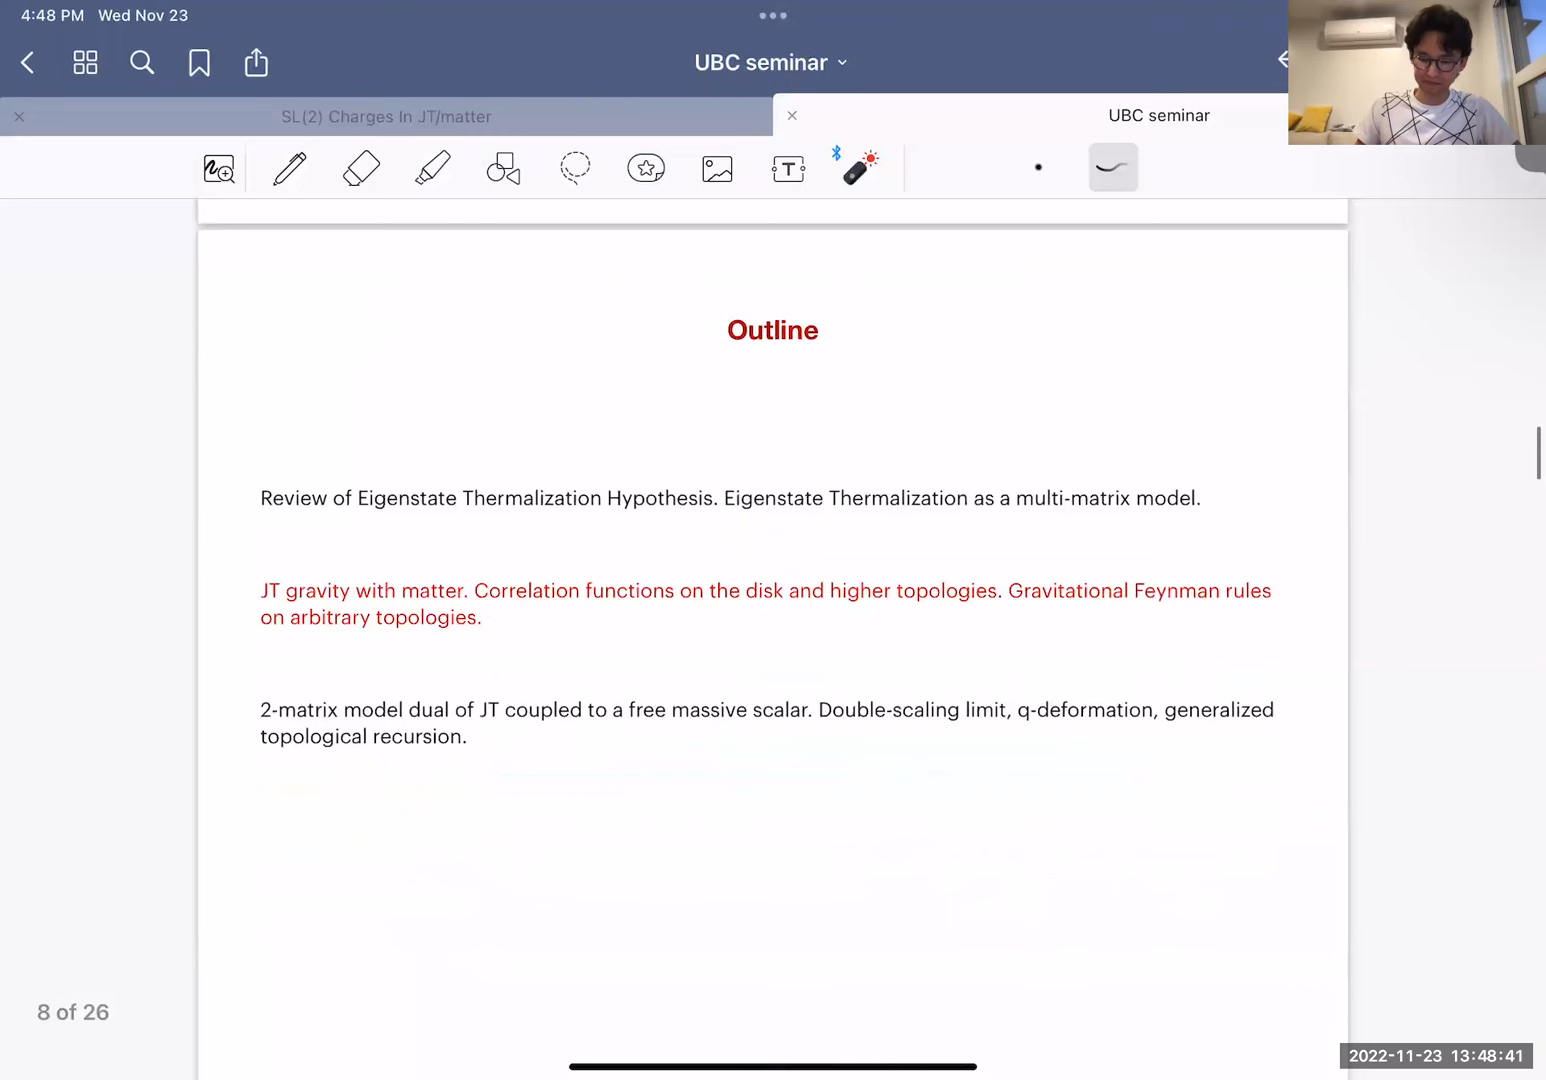 4:48 PM Wed Nov 23
UBC seminar
SL(2) Charges In JT/matter
UBC seminar
T
Outline
Review of Eigenstate Thermalization Hypothesis. Eigenstate Thermalization as a multi-matrix model.
JT gravity with matter. Correlation functions on the disk and higher topologies. Gravitational Feynman rules
on arbitrary topologies.
2-matrix model dual of JT coupled to a free massive scalar. Double-scaling limit, q-deformation, generalized
topological recursion.
8 of 26
2022-11-23 13:48:41